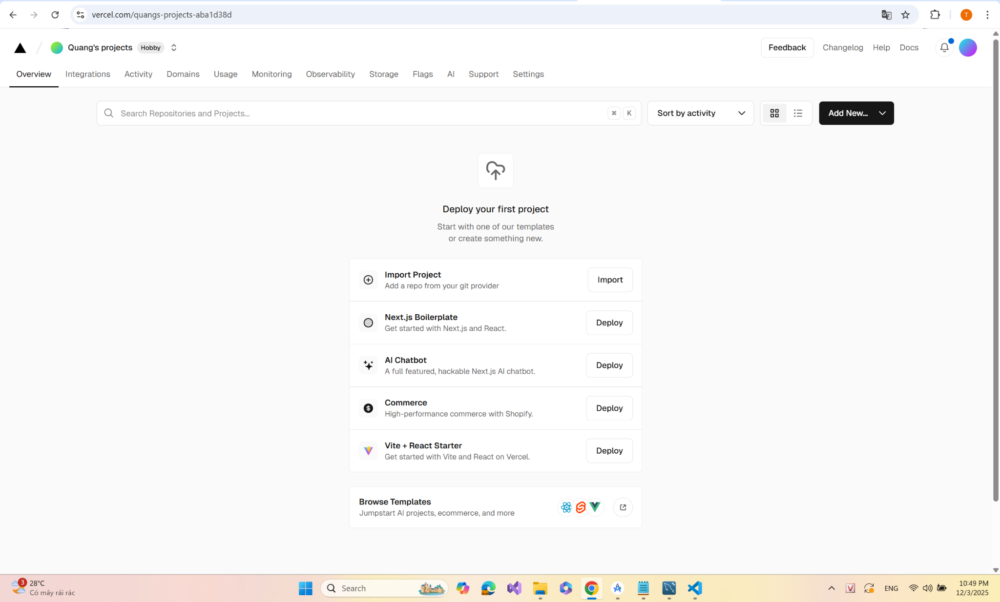 vercel.com/quangs-projects-aba1d38d
T
Quang's projects Hobby
Feedback Changelog Help Docs
Overview Integrations Activity Domains Usage Monitoring Observability Storage Flags AI Support Settings
Search Repositories and Projects...
⌘ K
Sort by activity
Add New...
Deploy your first project
Start with one of our templates
or create something new.
Import Project
Add a repo from your git provider
Import
Next.js Boilerplate
Get started with Next.js and React.
Deploy
AI Chatbot
A full featured, hackable Next.js AI chatbot.
Deploy
Commerce
High-performance commerce with Shopify.
Deploy
Vite + React Starter
Get started with Vite and React on Vercel.
Deploy
Browse Templates
Jumpstart AI projects, ecommerce, and more
3
28°C
Có mây rải rác
Search
V
ENG
10:49 PM
12/3/2025